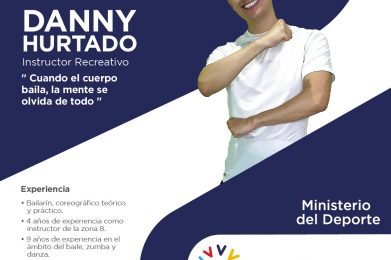 DANNY
HURTADO
Instructor Recreativo
" Cuando el cuerpo
baila, la mente se
olvida de todo "
Experiencia
• Bailarín, coreográfico teórico
y práctico.
• 4 años de experiencia como
instructor de la zona 8.
• 9 años de experiencia en el
ámbito del baile, zumba y
danza.
Ministerio
del Deporte